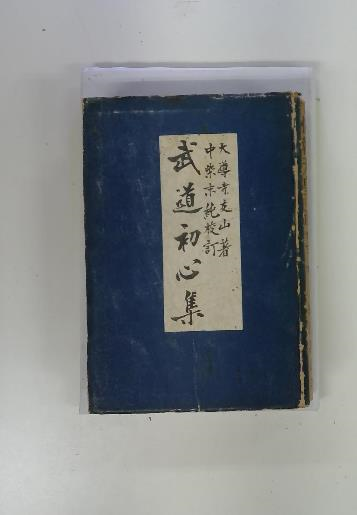 大導寺友山著
中柴末純校訂
武道初心集